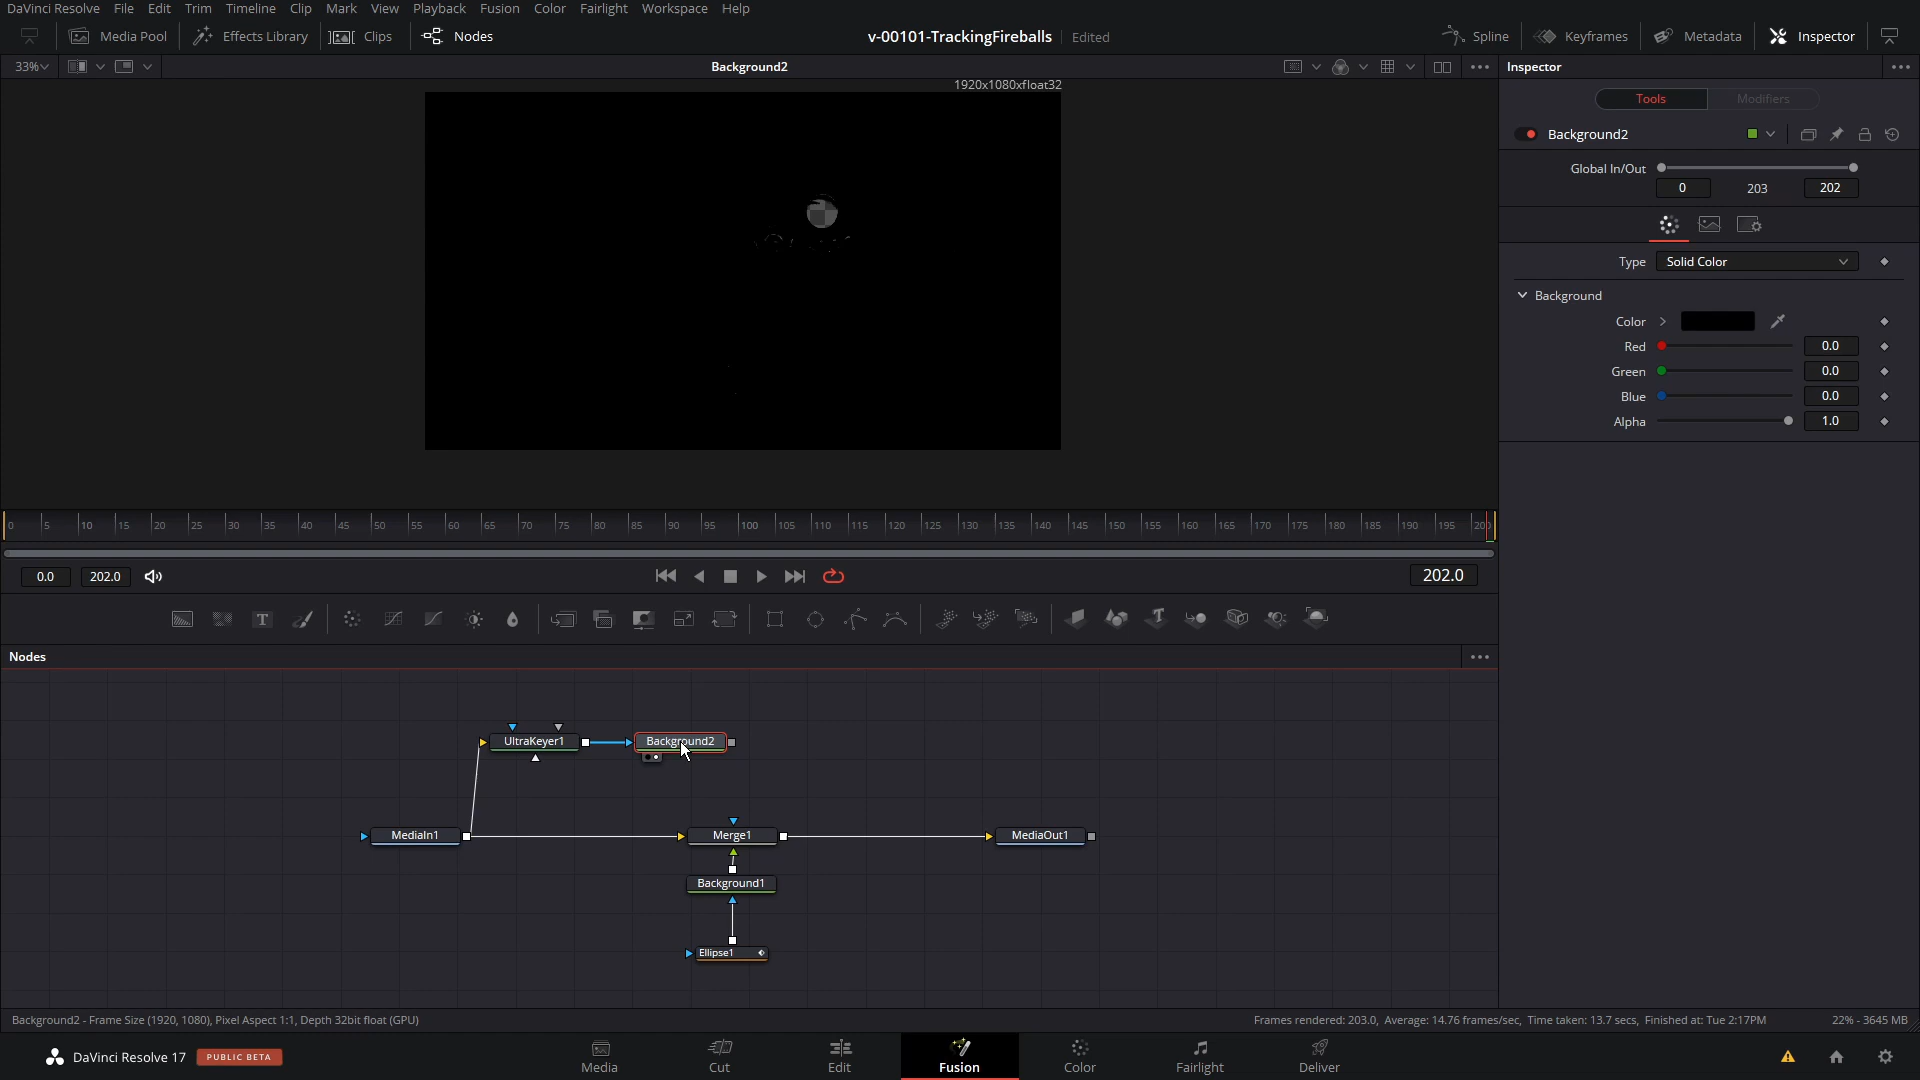 DaVinci Resolve File Edit Trim Timeline Clip Mark View Playback Fusion Color Fairlight Workspace Help
Media Pool Effects Library Clips Nodes v-00101-TrackingFireballs Edited Spline Keyframes Metadata Inspector
33% Background2 Inspector
1920x1080xfloat32
Tools Modifiers
Background2
Global In/Out
0 203 202
Type Solid Color
Background
Color
Red 0.0
Green 0.0
Blue 0.0
Alpha 1.0
0 5 10 15 20 25 30 35 40 45 50 55 60 65 70 75 80 85 90 95 100 105 110 115 120 125 130 135 140 145 150 155 160 165 170 175 180 185 190 195 200
0.0 202.0 202.0
Nodes
UltraKeyer1 Background2
MediaIn1 Merge1 MediaOut1
Background1
Ellipse1
Background2 - Frame Size (1920, 1080), Pixel Aspect 1:1, Depth 32bit float (GPU) Frames rendered: 203.0, Average: 14.76 frames/sec, Time taken: 13.7 secs, Finished at: Tue 2:17PM 22% - 3645 MB
DaVinci Resolve 17 PUBLIC BETA Media Cut Edit Fusion Color Fairlight Deliver